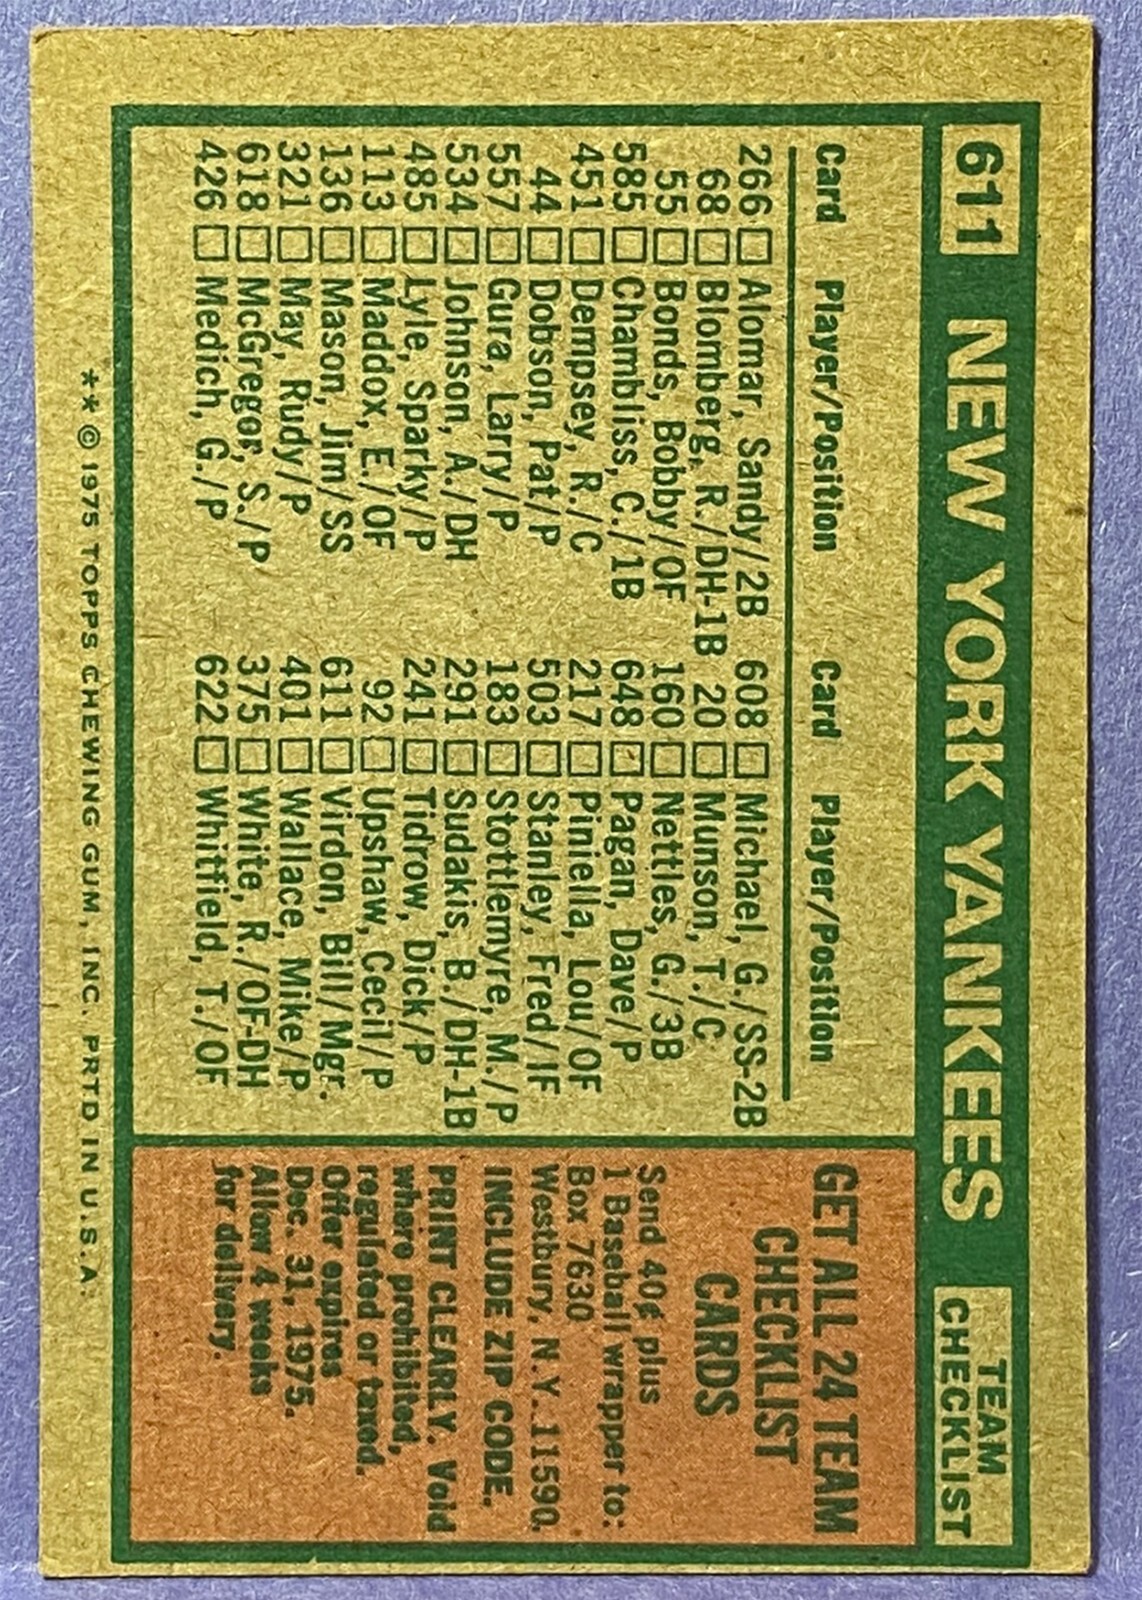 611 NEW YORK YANKEES TEAM CHECKLIST
Card Player/Position Card Player/Position
266 □ Alomar, Sandy/2B 608 □ Michael, G./SS-2B
68 □ Blomberg, R./DH-1B 20 □ Munson, T./C
55 □ Bonds, Bobby/OF 160 □ Nettles, G./3B
585 □ Chambliss, C./1B 648 □ Pagan, Dave/P
451 □ Dempsey, R./C 217 □ Piniella, Lou/OF
44 □ Dobson, Pat/P 503 □ Stanley, Fred/IF
557 □ Gura, Larry/P 183 □ Stottlemyre, M./P
534 □ Johnson, A./DH 291 □ Sudakis, B./DH-1B
485 □ Lyle, Sparky/P 241 □ Tidrow, Dick/P
113 □ Maddox, E./OF 92 □ Upshaw, Cecil/P
136 □ Mason, Jim/SS 611 □ Virdon, Bill/Mgr.
321 □ May, Rudy/P 401 □ Wallace, Mike/P
618 □ McGregor, S./P 375 □ White, R./OF-DH
426 □ Medich, G./P 622 □ Whitfield, T./OF
GET ALL 24 TEAM
CHECKLIST
CARDS
Send 40¢ plus
1 Baseball wrapper to:
Box 7630
Westbury, N.Y. 11590.
INCLUDE ZIP CODE.
PRINT CLEARLY. Void
where prohibited,
regulated or taxed.
Offer expires
Dec. 31, 1975.
Allow 4 weeks
for delivery.
** © 1975 TOPPS CHEWING GUM, INC. PRTD. IN U.S.A.